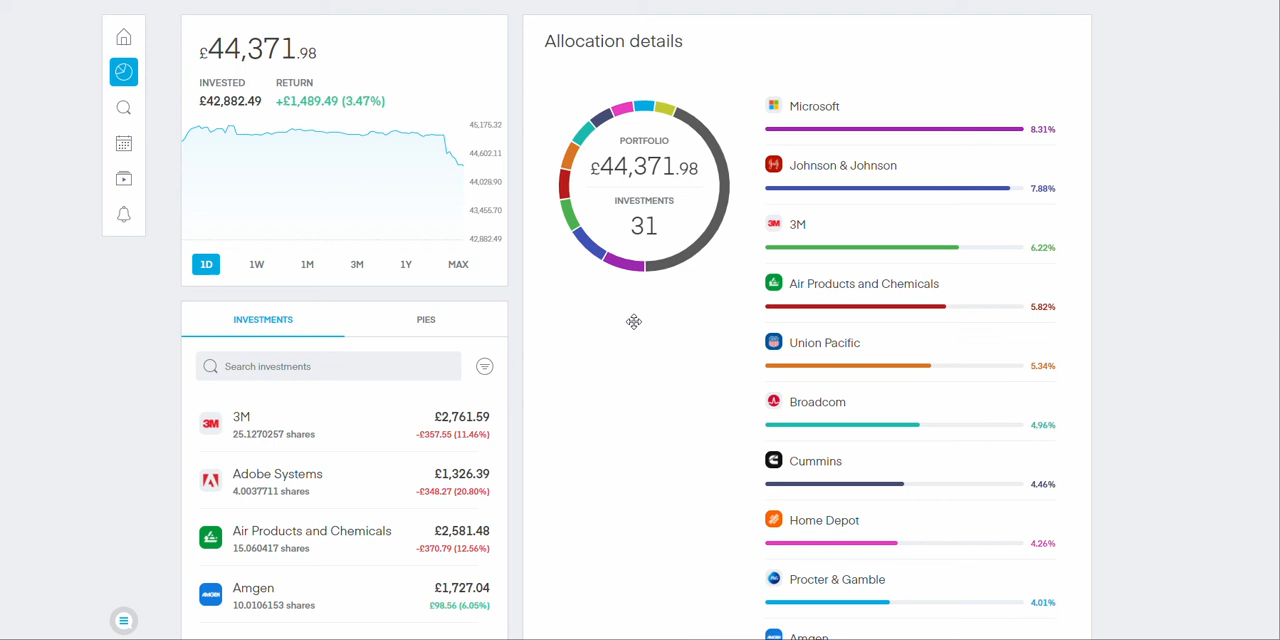 £44,371.98
INVESTED RETURN
£42,882.49 +£1,489.49 (3.47%)
45,175.32
44,602.11
44,028.90
43,455.70
42,882.49
1D 1W 1M 3M 1Y MAX
INVESTMENTS PIES
Search investments
3M £2,761.59
25.1270257 shares -£357.55 (11.46%)
Adobe Systems £1,326.39
4.0037711 shares -£348.27 (20.80%)
Air Products and Chemicals £2,581.48
15.060417 shares -£370.79 (12.56%)
Amgen £1,727.04
10.0106153 shares £98.56 (6.05%)
Allocation details
PORTFOLIO
£44,371.98
INVESTMENTS
31
Microsoft
8.31%
Johnson & Johnson
7.88%
3M
3M
6.22%
Air Products and Chemicals
5.82%
Union Pacific
5.34%
Broadcom
4.96%
Cummins
4.46%
Home Depot
4.26%
Procter & Gamble
4.01%
Amgen